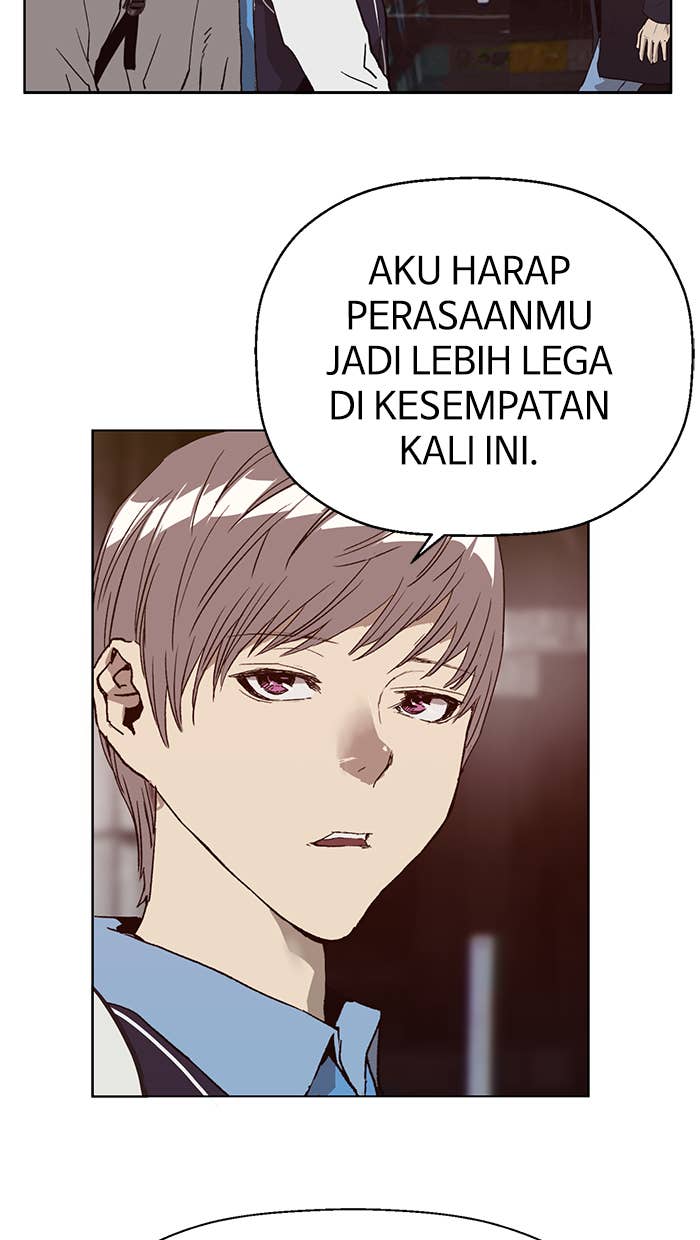 AKU HARAP
PERASAANMU
JADI LEBIH LEGA
DI KESEMPATAN
KALI INI.